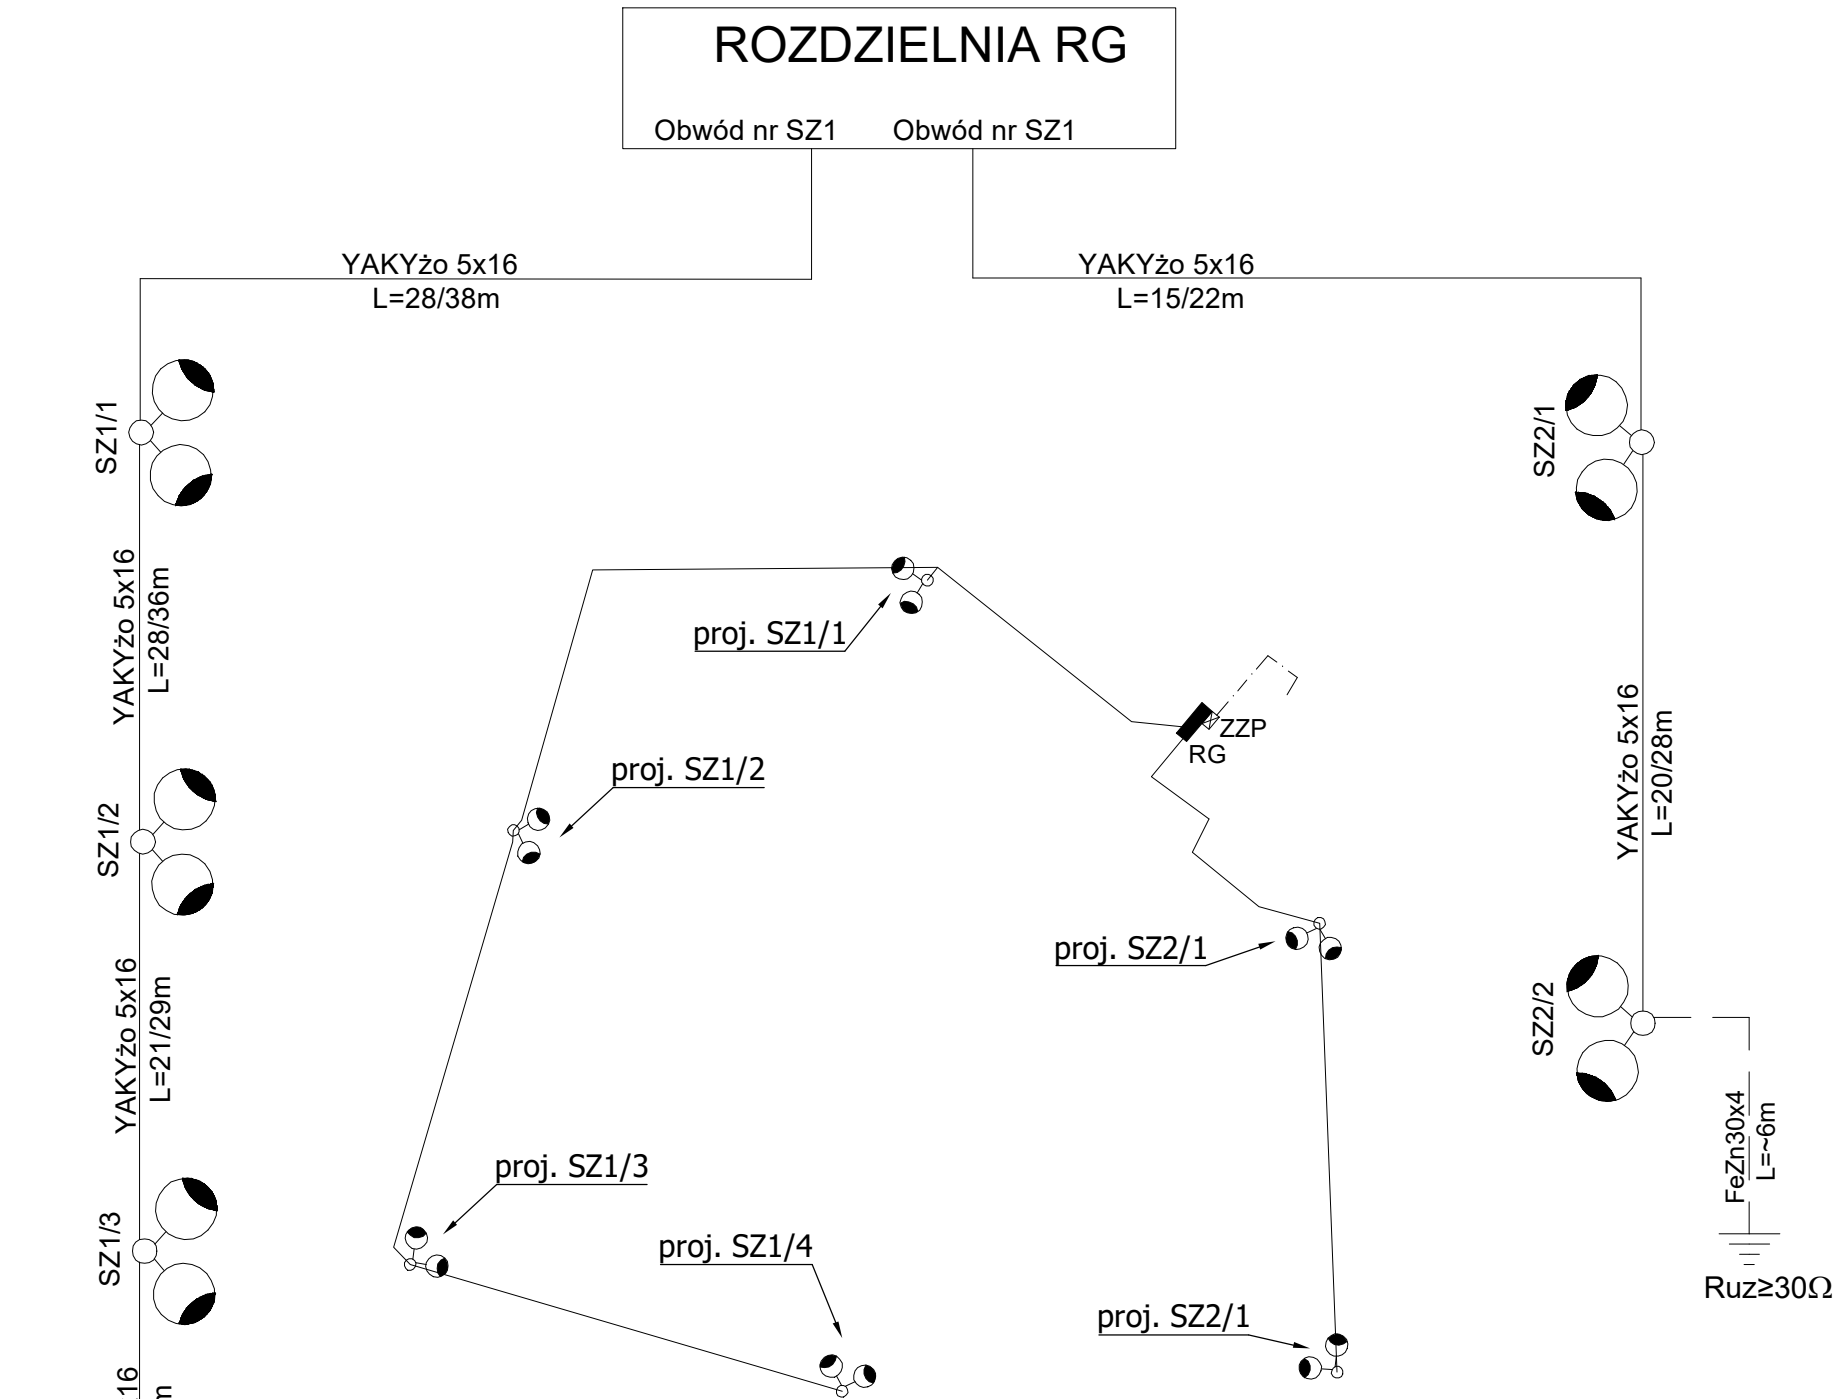 ROZDZIELNIA RG
Obwód nr SZ1
Obwód nr SZ1
YAKYżo 5x16
L=28/38m
YAKYżo 5x16
L=15/22m
SZ1/1
SZ2/1
YAKYżo 5x16
L=28/36m
proj. SZ1/1
ZZP
RG
YAKYżo 5x16
L=20/28m
proj. SZ1/2
SZ1/2
proj. SZ2/1
YAKYżo 5x16
L=21/29m
SZ2/2
FeZn30x4
L=~6m
proj. SZ1/3
SZ1/3
proj. SZ1/4
Ruz≥30Ω
proj. SZ2/1
16
m